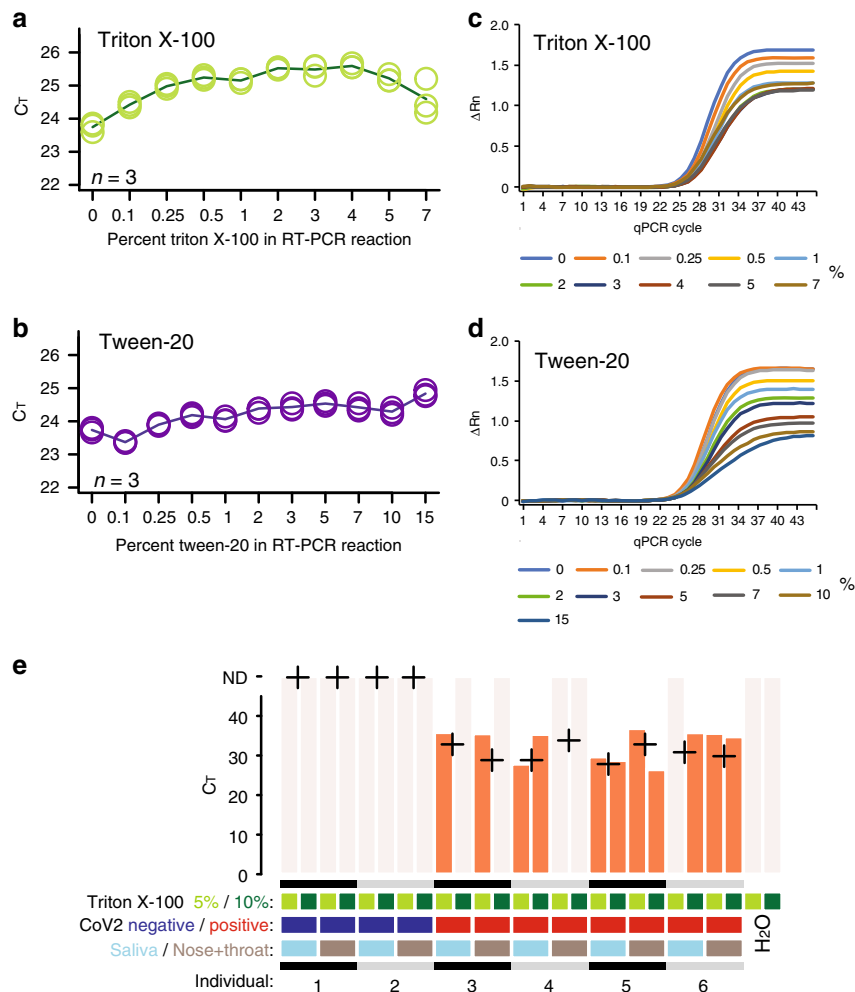 a
Triton X-100
26
25
24
23
22
CT
n = 3
0 0.1 0.25 0.5 1 2 3 4 5 7
Percent triton X-100 in RT-PCR reaction
b
Tween-20
26
25
24
23
22
CT
n = 3
0 0.1 0.25 0.5 1 2 3 5 7 10 15
Percent tween-20 in RT-PCR reaction
c
Triton X-100
2.0
1.5
1.0
0.5
0
ΔRn
1 4 7 10 13 16 19 22 25 28 31 34 37 40 43
qPCR cycle
0 0.1 0.25 0.5 1
2 3 4 5 7
%
d
Tween-20
2.0
1.5
1.0
0.5
0
ΔRn
1 4 7 10 13 16 19 22 25 28 31 34 37 40 43
qPCR cycle
0 0.1 0.25 0.5 1
2 3 5 7 10
%
15
e
ND
40
30
20
10
0
CT
Triton X-100 5% / 10%:
CoV2 negative / positive:
Saliva / Nose+throat:
H2O
Individual: 1 2 3 4 5 6